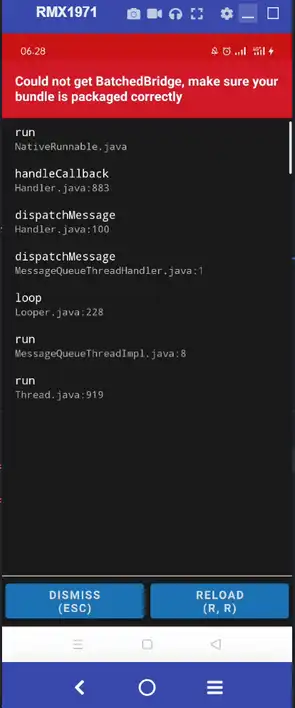 RMX1971
06.28
Could not get BatchedBridge, make sure your
bundle is packaged correctly
run
NativeRunnable.java
handleCallback
Handler.java:883
dispatchMessage
Handler.java:100
dispatchMessage
MessageQueueThreadHandler.java:1
loop
Looper.java:228
run
MessageQueueThreadImpl.java:8
run
Thread.java:919
DISMISS
(ESC)
RELOAD
(R, R)